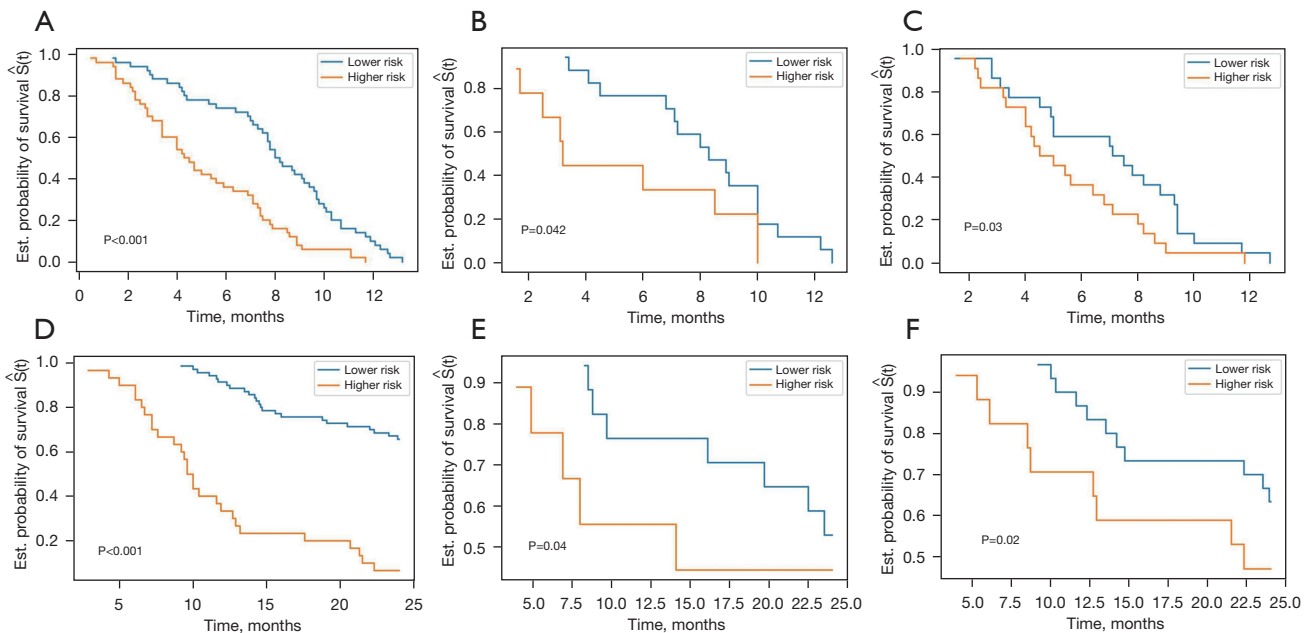 A
Est. probability of survival Ŝ(t)
1.0
0.8
0.6
0.4
0.2
0.0
Lower risk
Higher risk
P<0.001
0 2 4 6 8 10 12
Time, months
B
Est. probability of survival Ŝ(t)
0.8
0.6
0.4
0.2
0.0
Lower risk
Higher risk
P=0.042
2 4 6 8 10 12
Time, months
C
Est. probability of survival Ŝ(t)
1.0
0.8
0.6
0.4
0.2
0.0
Lower risk
Higher risk
P=0.03
2 4 6 8 10 12
Time, months
D
Est. probability of survival Ŝ(t)
1.0
0.8
0.6
0.4
0.2
Lower risk
Higher risk
P<0.001
5 10 15 20 25
Time, months
E
Est. probability of survival Ŝ(t)
0.9
0.8
0.7
0.6
0.5
Lower risk
Higher risk
P=0.04
5.0 7.5 10.0 12.5 15.0 17.5 20.0 22.5 25.0
Time, months
F
Est. probability of survival Ŝ(t)
0.9
0.8
0.7
0.6
0.5
Lower risk
Higher risk
P=0.02
5.0 7.5 10.0 12.5 15.0 17.5 20.0 22.5 25.0
Time, months